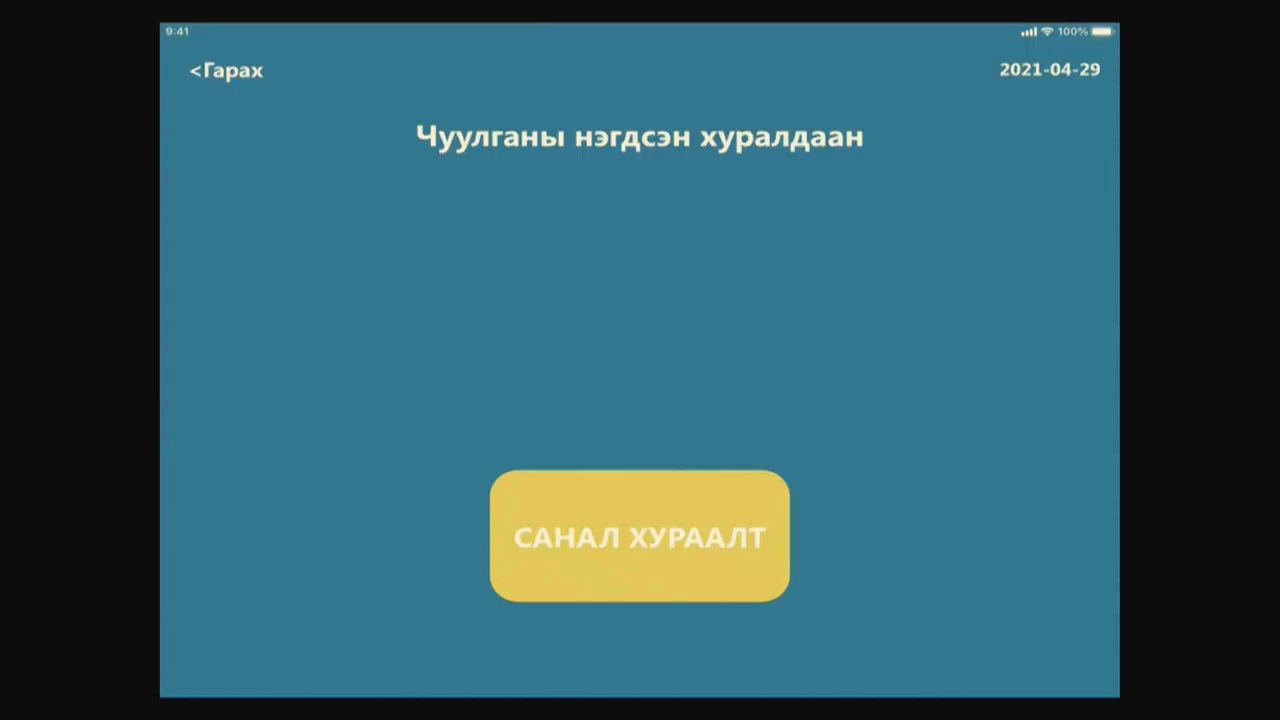 9:41
100%
<Гарах
2021-04-29
Чуулганы нэгдсэн хуралдаан
САНАЛ ХУРААЛТ